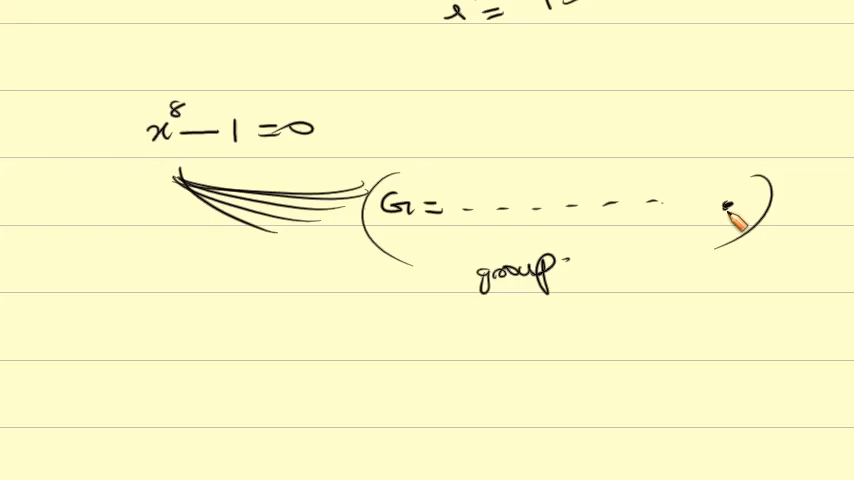 x⁸ — 1 = 0
(G = - - - - - - - •)
group